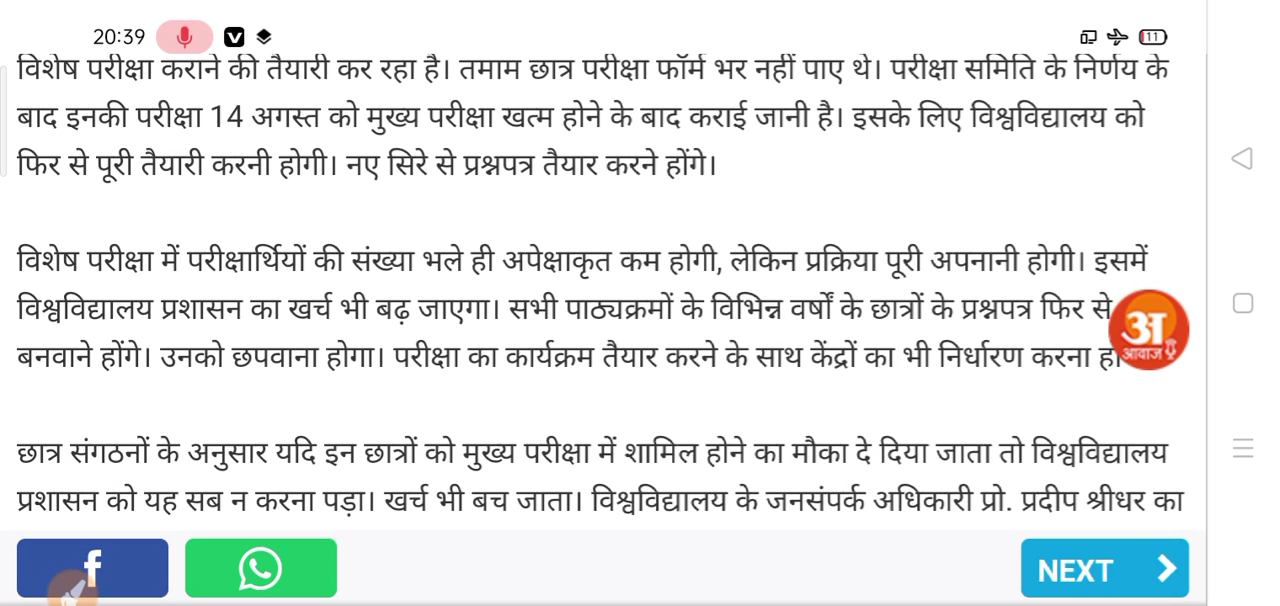 20:39
11
विशेष परीक्षा कराने की तैयारी कर रहा है। तमाम छात्र परीक्षा फॉर्म भर नहीं पाए थे। परीक्षा समिति के निर्णय के
बाद इनकी परीक्षा 14 अगस्त को मुख्य परीक्षा खत्म होने के बाद कराई जानी है। इसके लिए विश्वविद्यालय को
फिर से पूरी तैयारी करनी होगी। नए सिरे से प्रश्नपत्र तैयार करने होंगे।
विशेष परीक्षा में परीक्षार्थियों की संख्या भले ही अपेक्षाकृत कम होगी, लेकिन प्रक्रिया पूरी अपनानी होगी। इसमें
विश्वविद्यालय प्रशासन का खर्च भी बढ़ जाएगा। सभी पाठ्यक्रमों के विभिन्न वर्षों के छात्रों के प्रश्नपत्र फिर से
बनवाने होंगे। उनको छपवाना होगा। परीक्षा का कार्यक्रम तैयार करने के साथ केंद्रों का भी निर्धारण करना
अ
आवाज
छात्र संगठनों के अनुसार यदि इन छात्रों को मुख्य परीक्षा में शामिल होने का मौका दे दिया जाता तो विश्वविद्यालय
प्रशासन को यह सब न करना पड़ा। खर्च भी बच जाता। विश्वविद्यालय के जनसंपर्क अधिकारी प्रो. प्रदीप श्रीधर का
f
NEXT